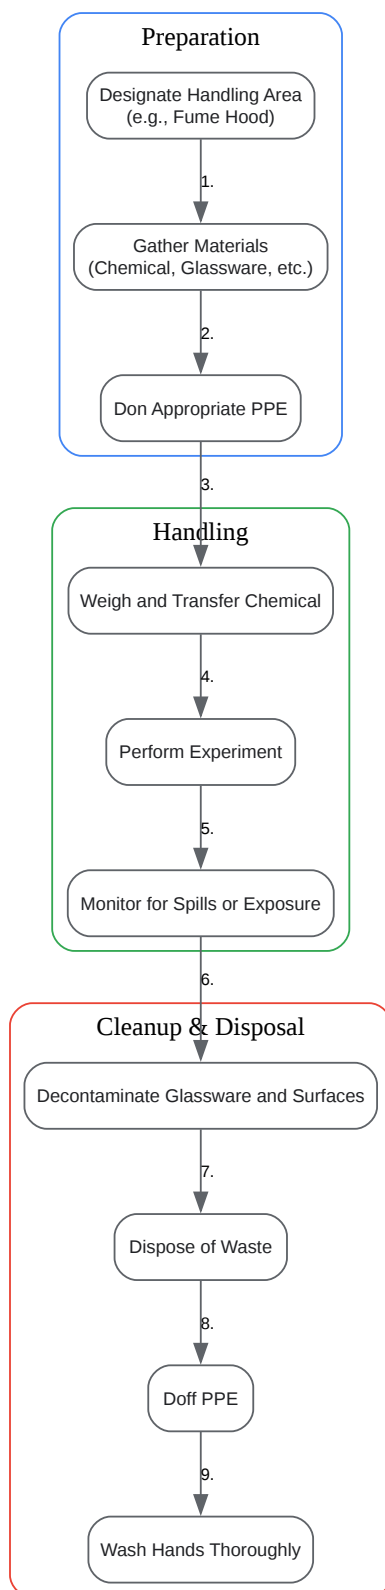 Preparation
Designate Handling Area
(e.g., Fume Hood)
1.
Gather Materials
(Chemical, Glassware, etc.)
2.
Don Appropriate PPE
3.
Handling
Weigh and Transfer Chemical
4.
Perform Experiment
5.
Monitor for Spills or Exposure
6.
Cleanup & Disposal
Decontaminate Glassware and Surfaces
7.
Dispose of Waste
8.
Doff PPE
9.
Wash Hands Thoroughly